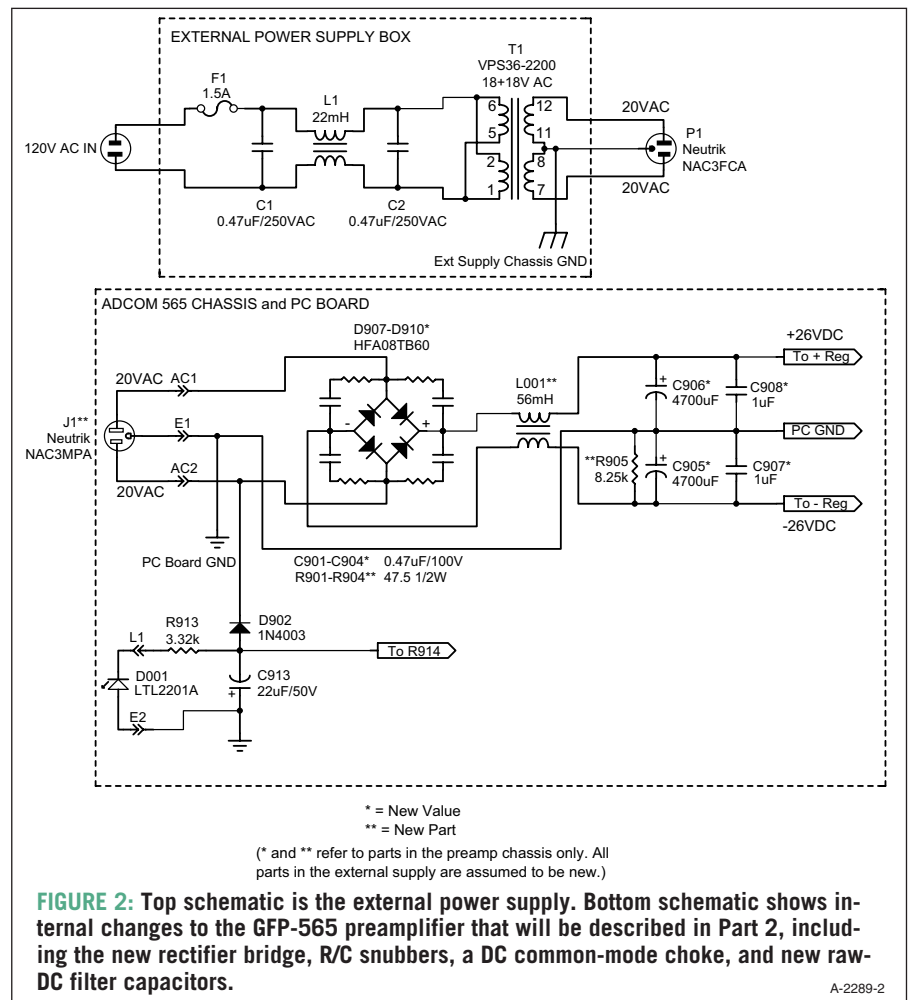 EXTERNAL POWER SUPPLY BOX
T1
VPS36-2200
18+18V AC
F1
1.5A
L1
22mH
6
12
5
11
2
8
1
7
20VAC
120V AC IN
P1
Neutrik
NAC3FCA
20VAC
C1
0.47uF/250VAC
C2
0.47uF/250VAC
Ext Supply Chassis GND
ADCOM 565 CHASSIS and PC BOARD
D907-D910*
HFA08TB60
+26VDC
To + Reg
20VAC
AC1
L001**
56mH
C906*
4700uF
+
C908*
1uF
J1**
Neutrik
NAC3MPA
E1
-
+
PC GND
AC2
20VAC
**R905
8.25k
+
C905*
4700uF
C907*
1uF
To - Reg
-26VDC
PC Board GND
C901-C904* 0.47uF/100V
R901-R904** 47.5 1/2W
R913
3.32k
D902
1N4003
L1
To R914
D001
LTL2201A
C913
22uF/50V
+
E2
* = New Value
** = New Part
(* and ** refer to parts in the preamp chassis only. All
parts in the external supply are assumed to be new.)
FIGURE 2: Top schematic is the external power supply. Bottom schematic shows in-
ternal changes to the GFP-565 preamplifier that will be described in Part 2, includ-
ing the new rectifier bridge, R/C snubbers, a DC common-mode choke, and new raw-
DC filter capacitors.
A-2289-2